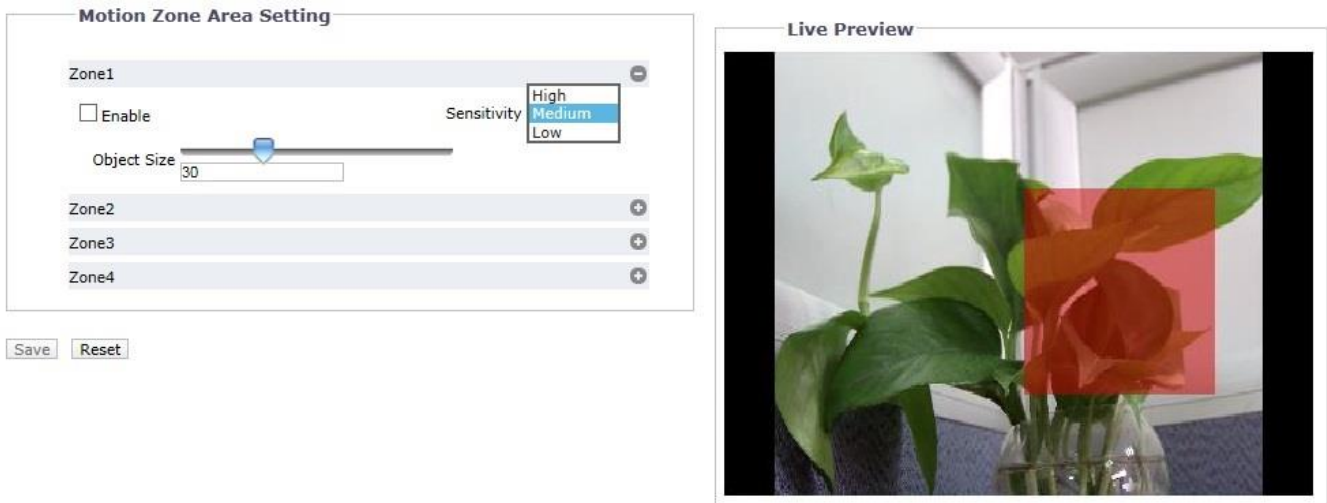 Motion Zone Area Setting
Zone1
Enable
Sensitivity
High
Medium
Low
Object Size
30
Zone2
Zone3
Zone4
Save
Reset
Live Preview